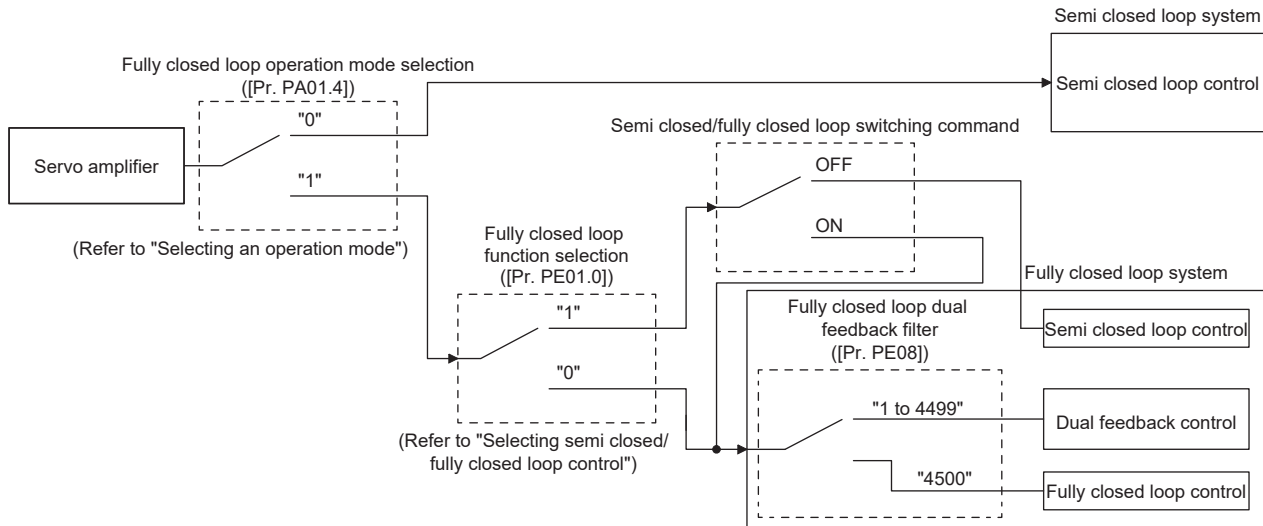 Semi closed loop system
Fully closed loop operation mode selection
([Pr. PA01.4])
Semi closed loop control
"0"
Servo amplifier
"1"
(Refer to "Selecting an operation mode")
Semi closed/fully closed loop switching command
OFF
ON
Fully closed loop
function selection
([Pr. PE01.0])
"1"
"0"
(Refer to "Selecting semi closed/
fully closed loop control")
Fully closed loop system
Fully closed loop dual
feedback filter
([Pr. PE08])
Semi closed loop control
"1 to 4499"
Dual feedback control
"4500"
Fully closed loop control